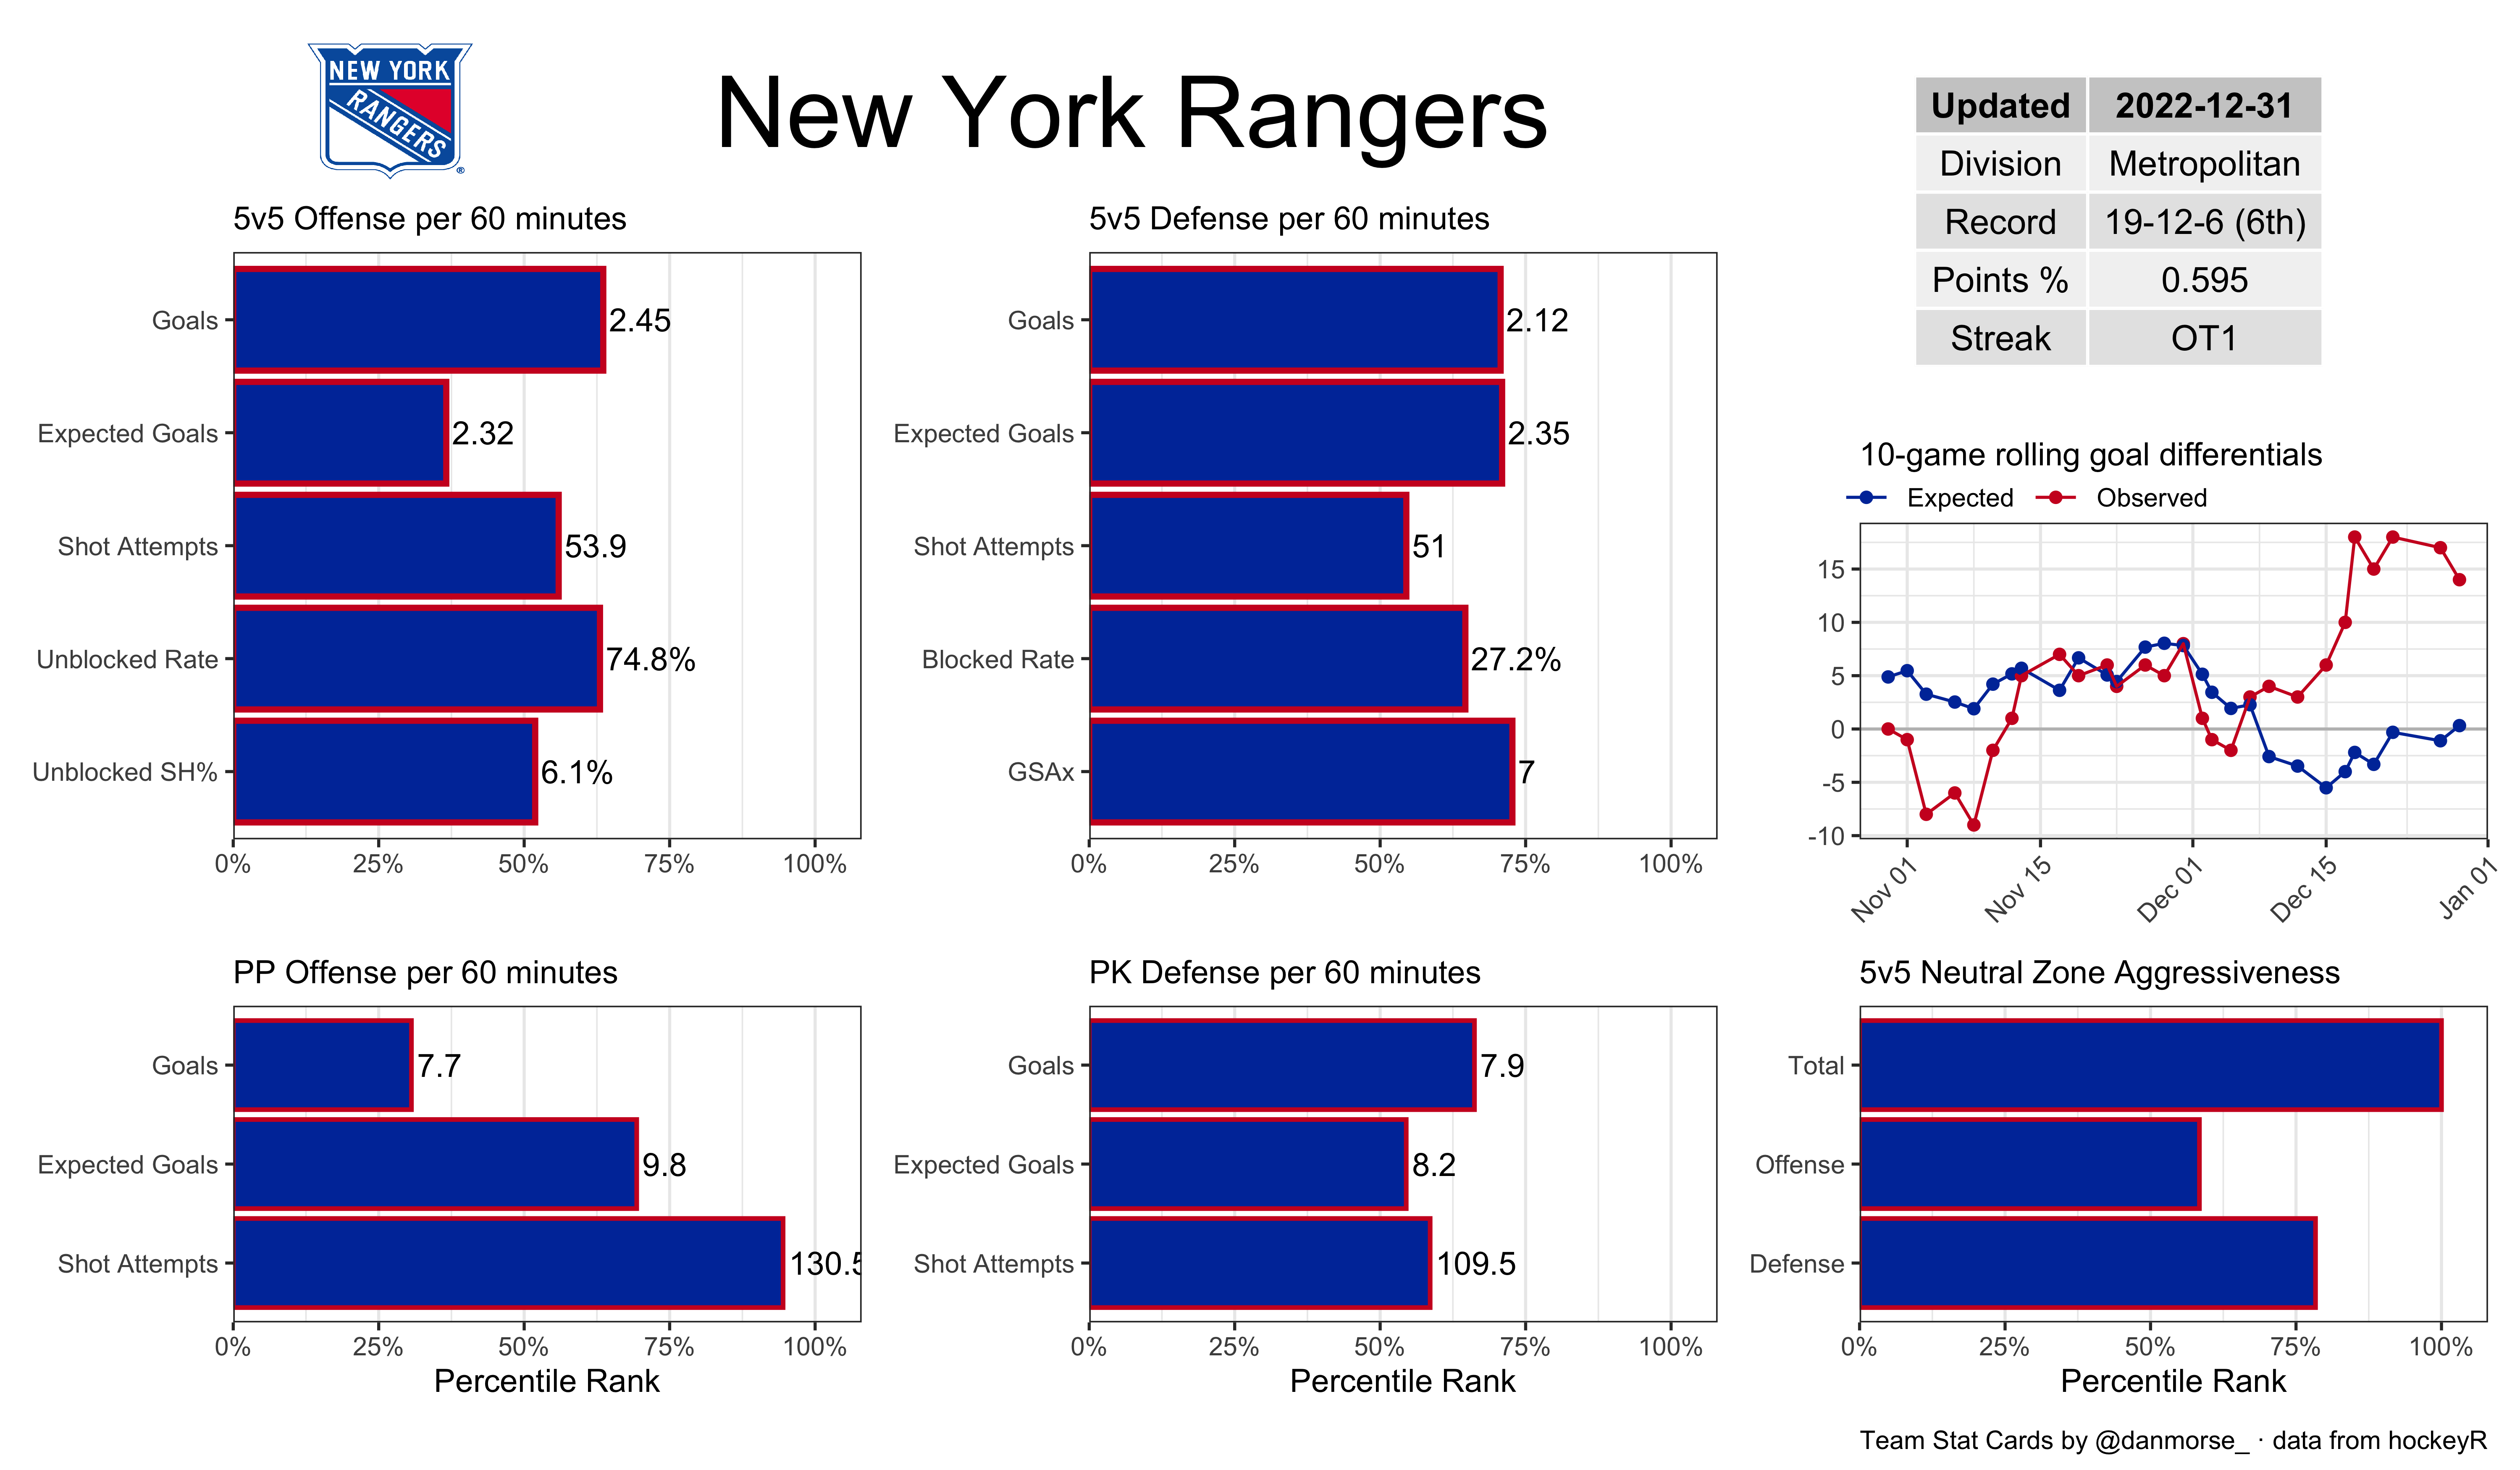 NEW YORK
RANGERS
®
New York Rangers
Updated 2022-12-31
Division Metropolitan
Record 19-12-6 (6th)
Points % 0.595
Streak OT1
5v5 Offense per 60 minutes
Goals 2.45
Expected Goals 2.32
Shot Attempts 53.9
Unblocked Rate 74.8%
Unblocked SH% 6.1%
0% 25% 50% 75% 100%
5v5 Defense per 60 minutes
Goals 2.12
Expected Goals 2.35
Shot Attempts 51
Blocked Rate 27.2%
GSAx 7
0% 25% 50% 75% 100%
10-game rolling goal differentials
Expected Observed
15
10
5
0
-5
-10
Nov 01 Nov 15 Dec 01 Dec 15 Jan 01
PP Offense per 60 minutes
Goals 7.7
Expected Goals 9.8
Shot Attempts 130.5
0% 25% 50% 75% 100%
Percentile Rank
PK Defense per 60 minutes
Goals 7.9
Expected Goals 8.2
Shot Attempts 109.5
0% 25% 50% 75% 100%
Percentile Rank
5v5 Neutral Zone Aggressiveness
Total
Offense
Defense
0% 25% 50% 75% 100%
Percentile Rank
Team Stat Cards by @danmorse_ · data from hockeyR